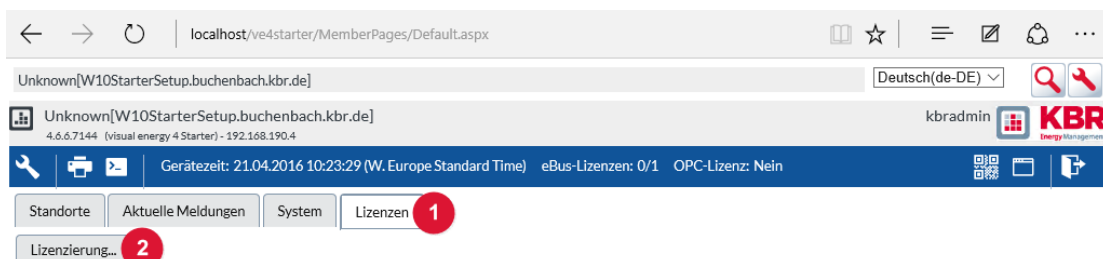 localhost/ve4starter/MemberPages/Default.aspx
Unknown[W10StarterSetup.buchenbach.kbr.de] Deutsch(de-DE)
Unknown[W10StarterSetup.buchenbach.kbr.de] kbradmin KBR
4.6.6.7144 (visual energy 4 Starter) - 192.168.190.4 Energy Managemen
Gerätezeit: 21.04.2016 10:23:29 (W. Europe Standard Time) eBus-Lizenzen: 0/1 OPC-Lizenz: Nein
Standorte Aktuelle Meldungen System Lizenzen 1
Lizenzierung... 2